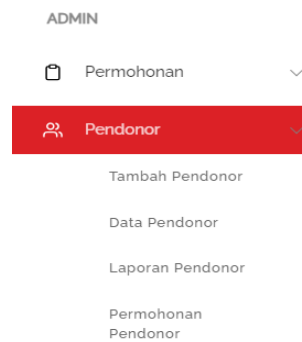 ADMIN
Permohonan
Pendonor
Tambah Pendonor
Data Pendonor
Laporan Pendonor
Permohonan
Pendonor